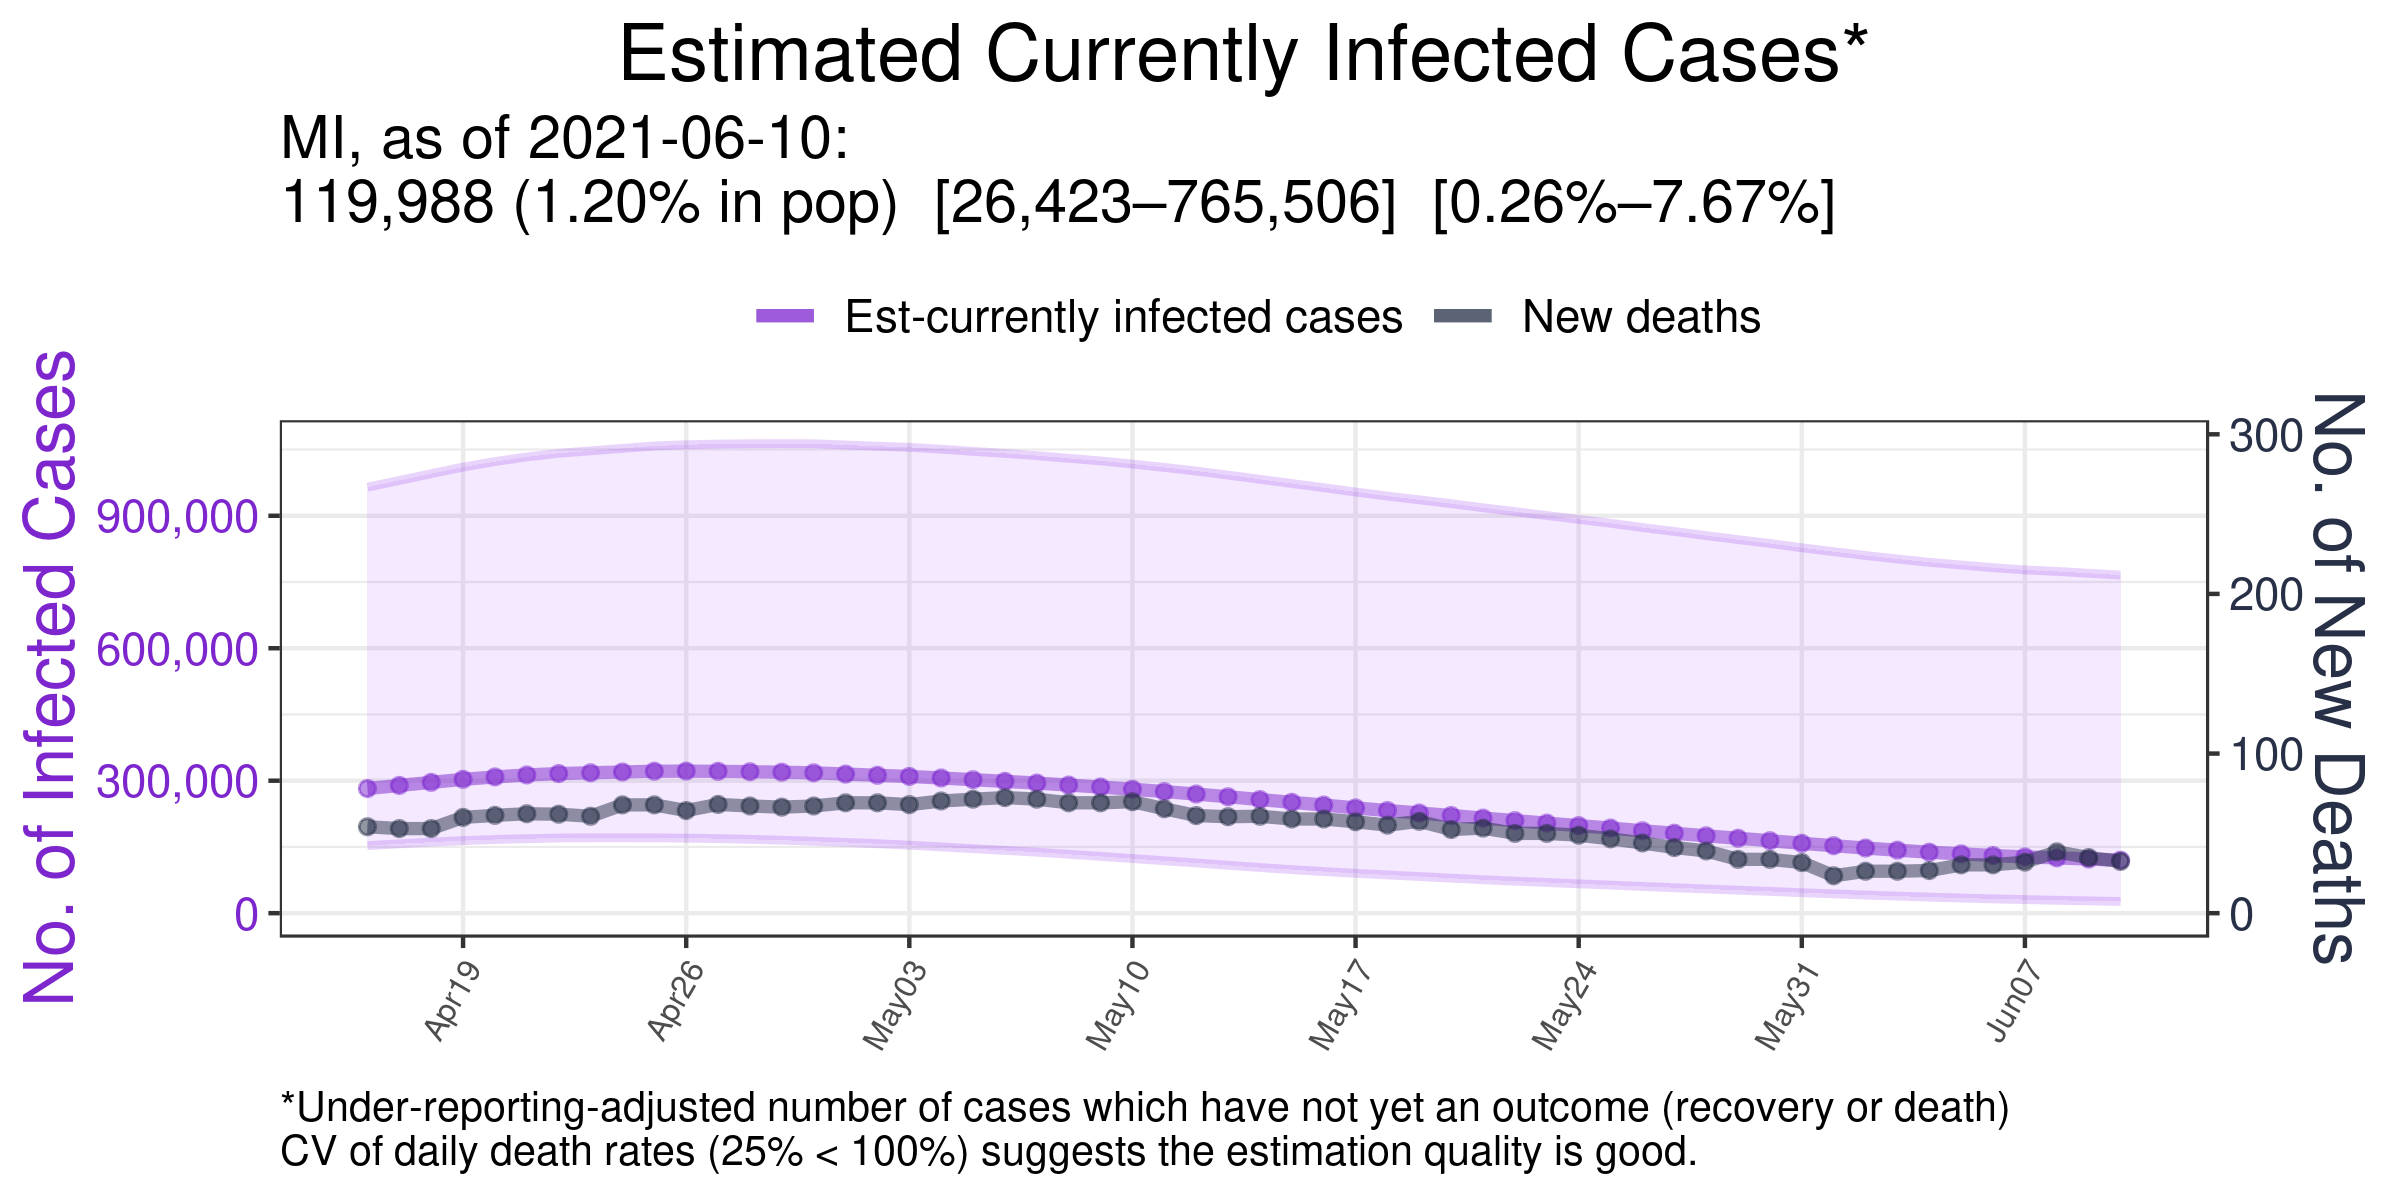 Estimated Currently Infected Cases*
MI, as of 2021-06-10:
119,988 (1.20% in pop)  [26,423–765,506]  [0.26%–7.67%]
Est-currently infected cases
New deaths
No. of Infected Cases
900,000
600,000
300,000
0
300
200
100
0
No. of New Deaths
Apr19
Apr26
May03
May10
May17
May24
May31
Jun07
*Under-reporting-adjusted number of cases which have not yet an outcome (recovery or death)
CV of daily death rates (25% < 100%) suggests the estimation quality is good.